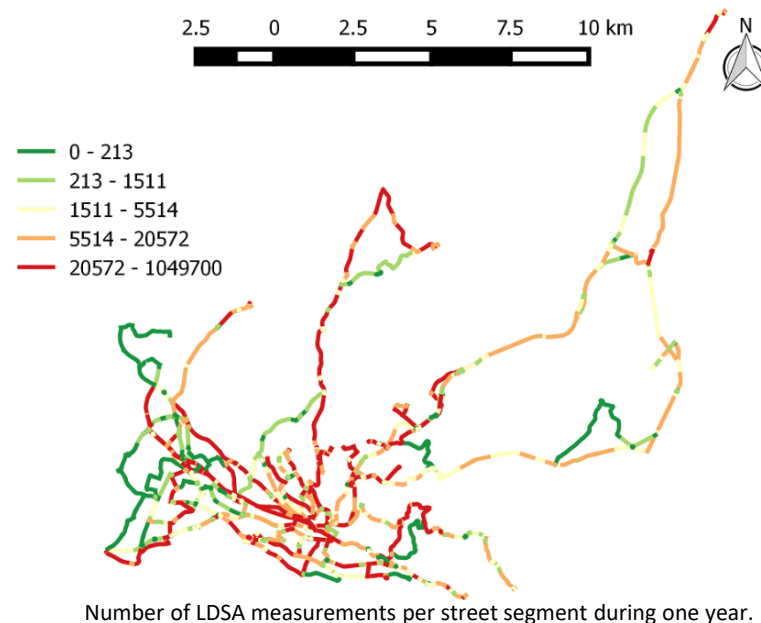 2.5 0 2.5 5 7.5 10 km
N
0 - 213
213 - 1511
1511 - 5514
5514 - 20572
20572 - 1049700
Number of LDSA measurements per street segment during one year.